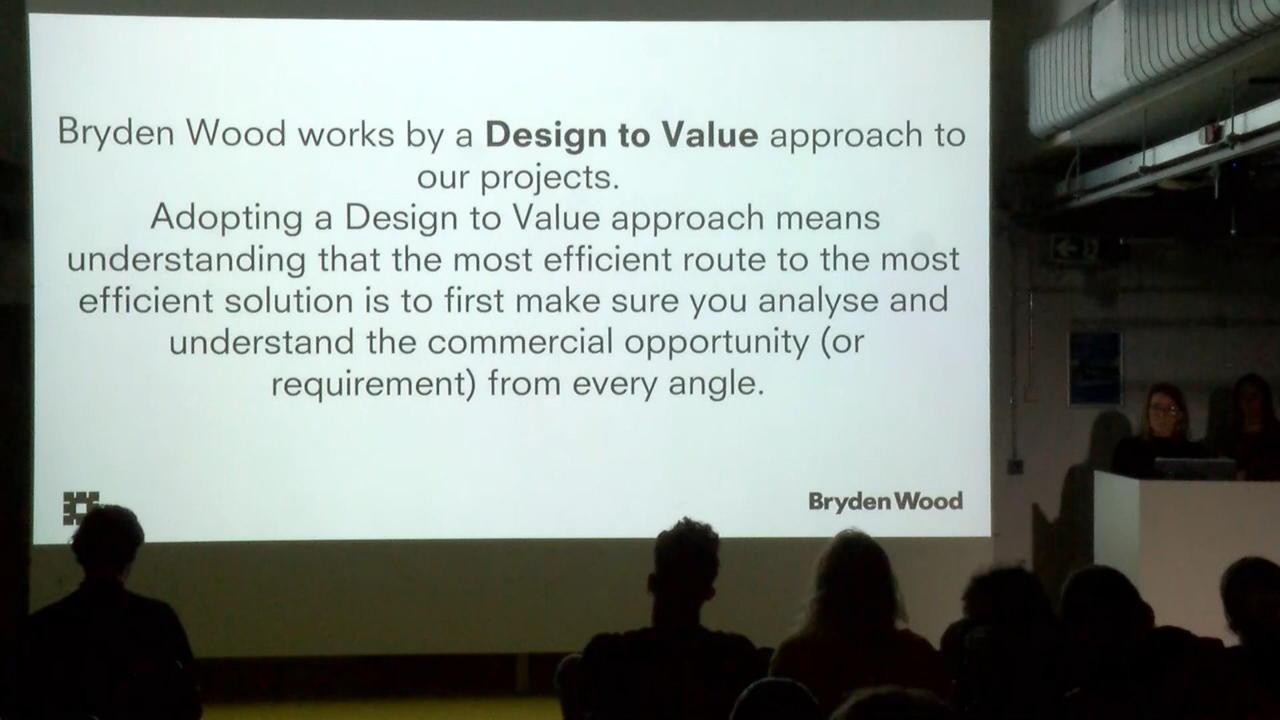 Bryden Wood works by a Design to Value approach to
our projects.
Adopting a Design to Value approach means
understanding that the most efficient route to the most
efficient solution is to first make sure you analyse and
understand the commercial opportunity (or
requirement) from every angle.
Bryden Wood